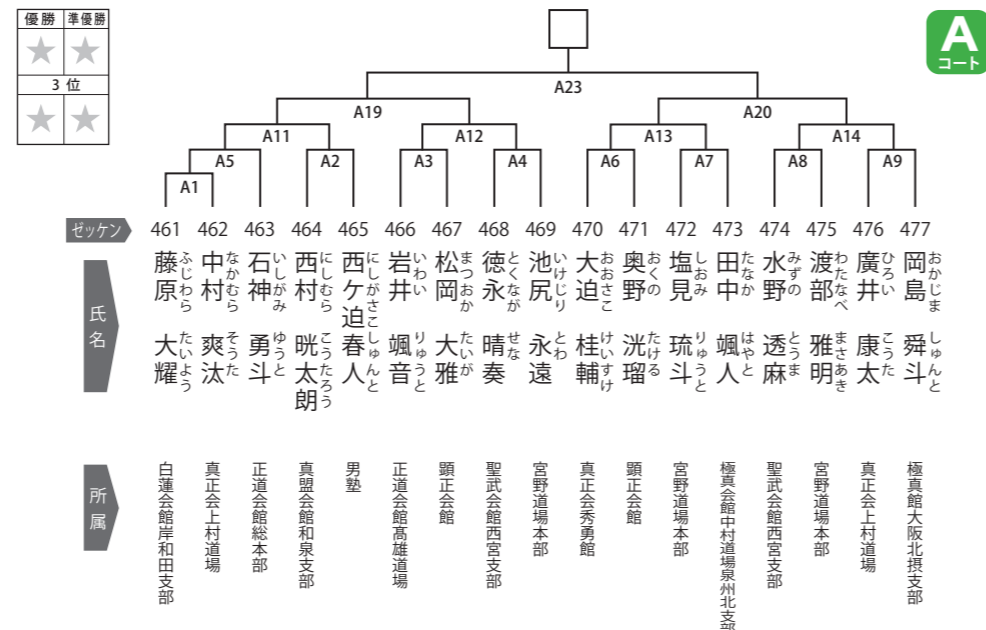 優勝 準優勝
★ ★
3 位
★ ★
A
コート
A23
A19 A20
A11 A12 A13 A14
A5 A2 A3 A4 A6 A7 A8 A9
A1
ゼッケン 461 462 463 464 465 466 467 468 469 470 471 472 473 474 475 476 477
氏名
藤原 大耀 ふじわら たいよう
中村 爽汰 なかむら そうた
石神 勇斗 いしがみ ゆうと
西村 晄太朗 にしむら こうたろう
西ケ迫 春人 にしがさこ しゅんと
岩井 颯音 いわい りゅうと
松岡 大雅 まつおか たいが
徳永 晴奏 とくなが せな
池尻 永遠 いけじり とわ
大迫 桂輔 おおさこ けいすけ
奥野 洸瑠 おくの たける
塩見 琉斗 しおみ りゅうと
田中 颯人 たなか はやと
水野 透麻 みずの とうま
渡部 雅明 わたなべ まさあき
廣井 康太 ひろい こうた
岡島 舜斗 おかじま しゅんと
所属
白蓮会館岸和田支部
真正会上村道場
正道会館総本部
真盟会館和泉支部
男塾
正道会館髙雄道場
顕正会館
聖武会館西宮支部
宮野道場本部
真正会秀勇館
顕正会館
宮野道場本部
極真会館中村道場泉州北支部
聖武会館西宮支部
宮野道場本部
真正会上村道場
極真館大阪北摂支部